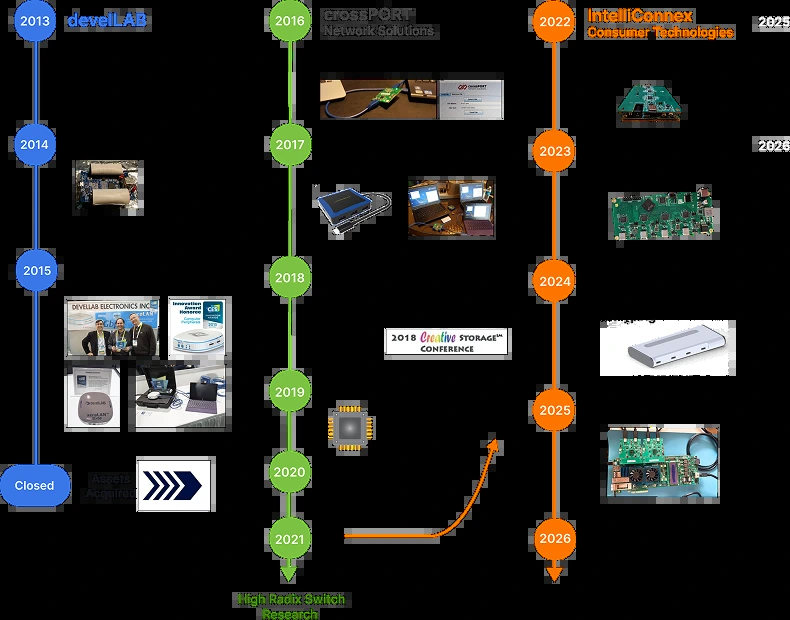 2013
develLAB
2014
2015
DEVELLAB ELECTRONICS INC
Innovation
Award
Honoree
Closed
Assets
Acquired
2016
crossPORT
Network Solutions
2017
2018
2018 Creative STORAGE℠
CONFERENCE
2019
2020
2021
High Radix Switch
Research
2022
IntelliConnex
Consumer Technologies
2023
2024
2025
2026
2025
2026